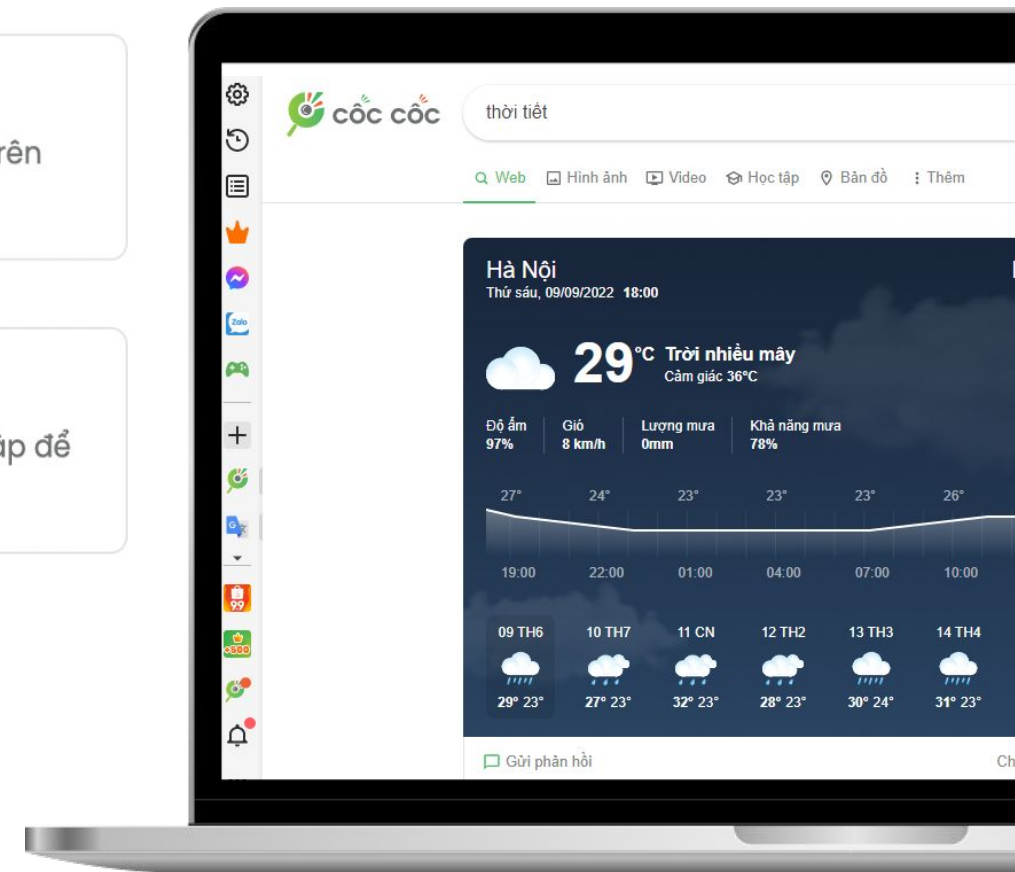 rên
ập để
cốc cốc
thời tiết
Web Hình ảnh Video Học tập Bản đồ Thêm
Hà Nội
Thứ sáu, 09/09/2022 18:00
29 °C Trời nhiều mây
Cảm giác 36°C
Độ ẩm Gió Lượng mưa Khả năng mưa
97% 8 km/h 0mm 78%
27° 24° 23° 23° 23° 26°
19:00 22:00 01:00 04:00 07:00 10:00
09 TH6 10 TH7 11 CN 12 TH2 13 TH3 14 TH4
29° 23° 27° 23° 32° 23° 28° 23° 30° 24° 31° 23°
Gửi phản hồi Ch
Zalo
99
+500